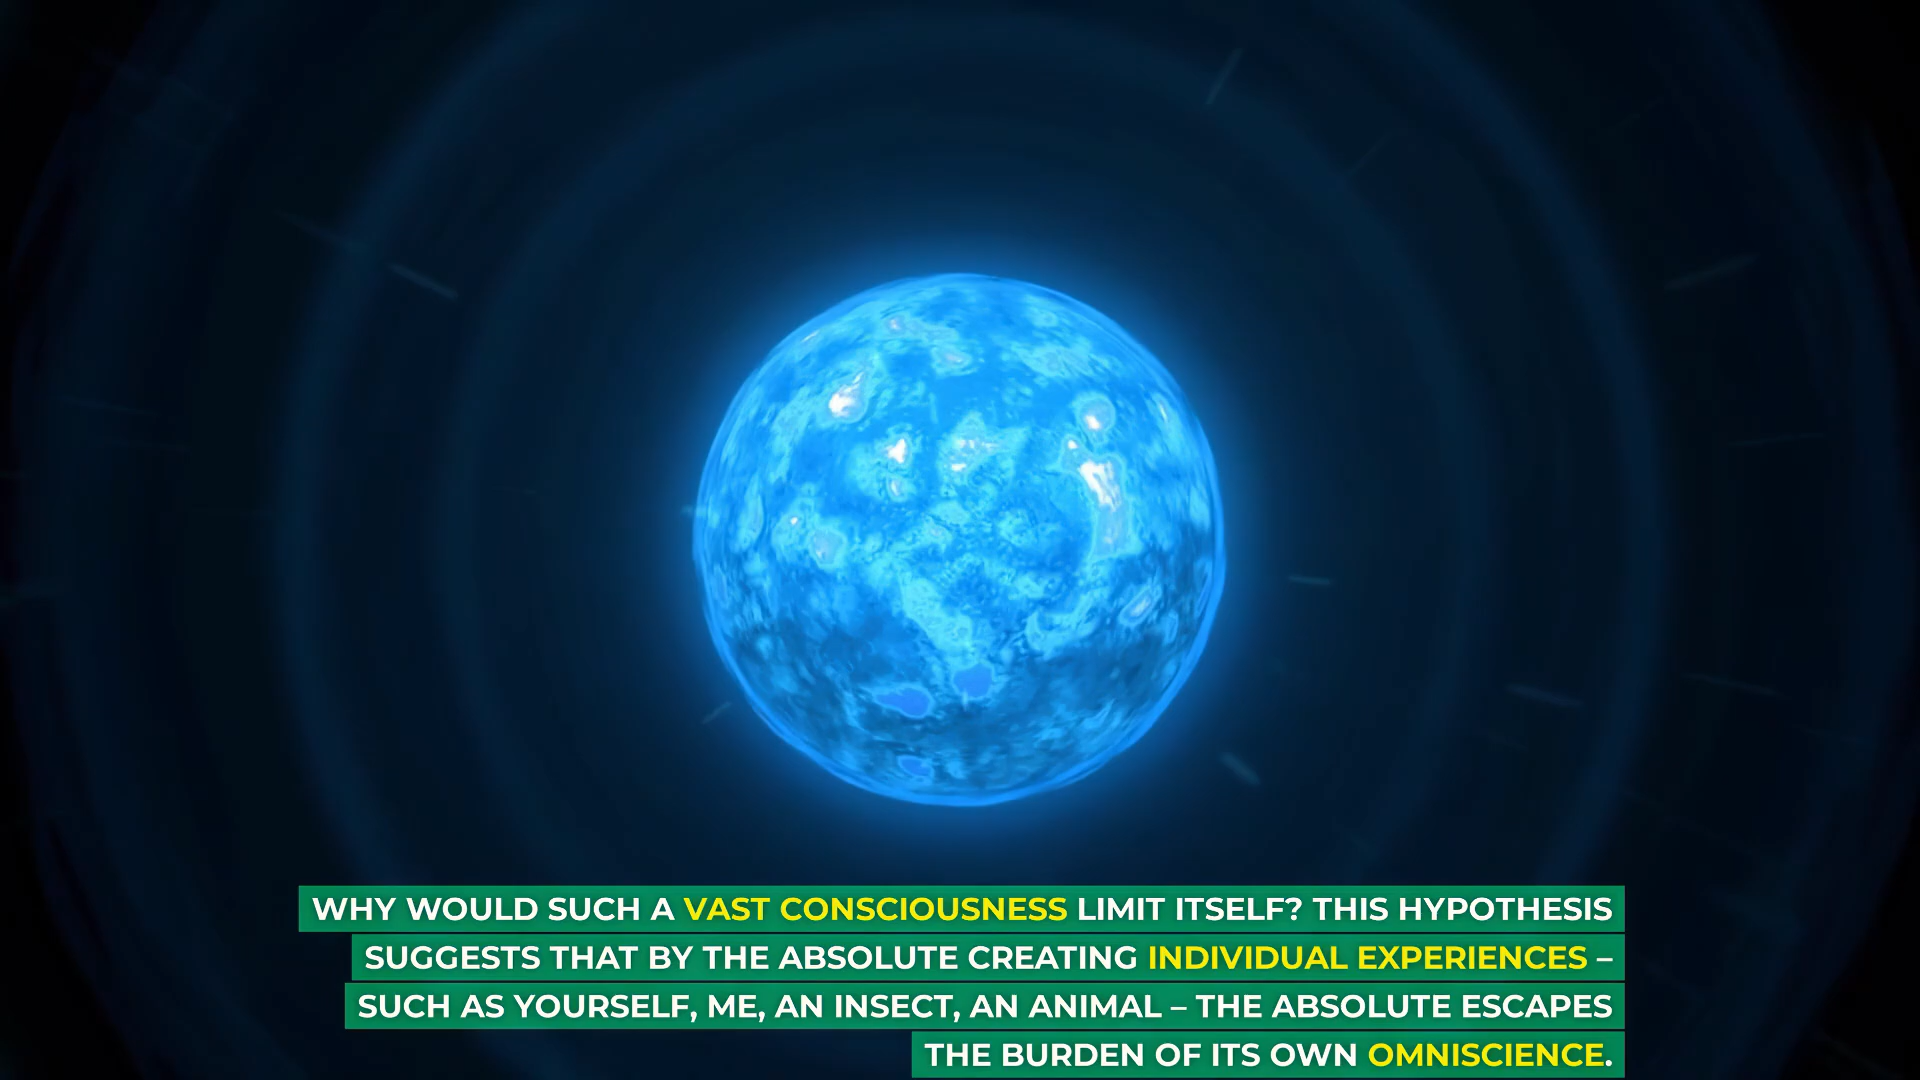 WHY WOULD SUCH A VAST CONSCIOUSNESS LIMIT ITSELF? THIS HYPOTHESIS
SUGGESTS THAT BY THE ABSOLUTE CREATING INDIVIDUAL EXPERIENCES –
SUCH AS YOURSELF, ME, AN INSECT, AN ANIMAL – THE ABSOLUTE ESCAPES
THE BURDEN OF ITS OWN OMNISCIENCE.